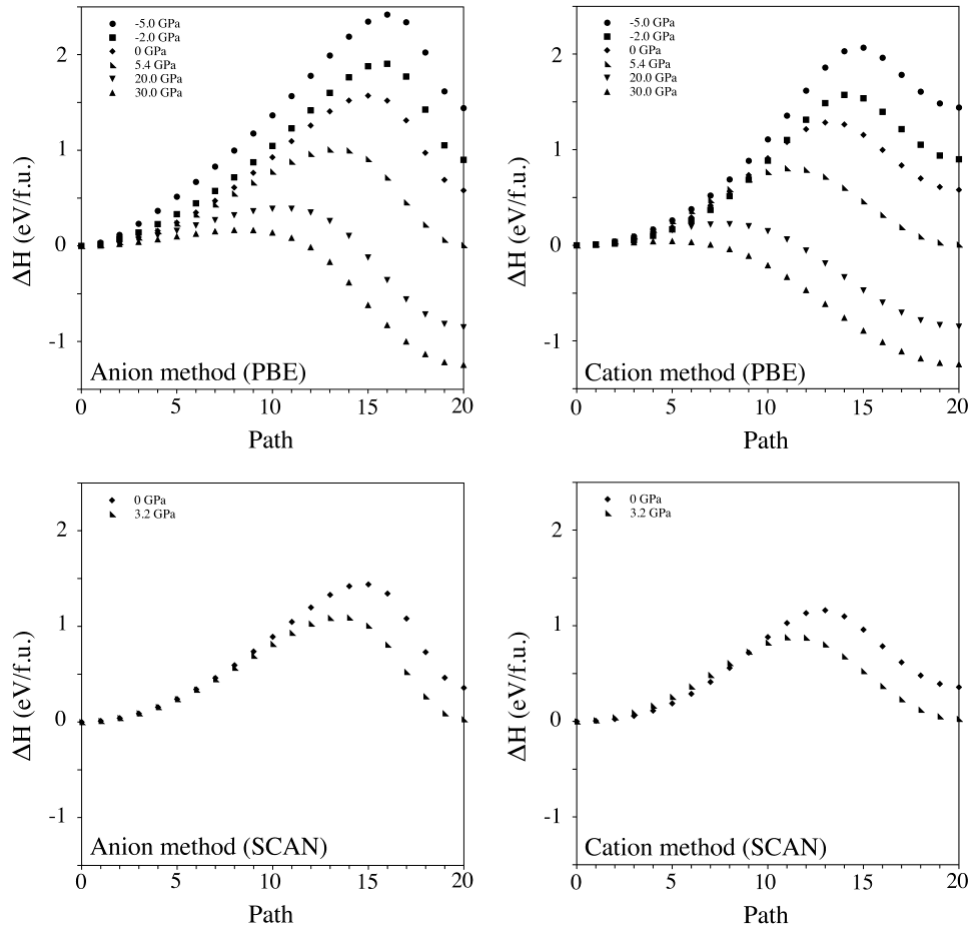 ΔH (eV/f.u.)
2
1
0
-1
-5.0 GPa
-2.0 GPa
0 GPa
5.4 GPa
20.0 GPa
30.0 GPa
Anion method (PBE)
0 5 10 15 20
Path
ΔH (eV/f.u.)
2
1
0
-1
-5.0 GPa
-2.0 GPa
0 GPa
5.4 GPa
20.0 GPa
30.0 GPa
Cation method (PBE)
0 5 10 15 20
Path
ΔH (eV/f.u.)
2
1
0
-1
0 GPa
3.2 GPa
Anion method (SCAN)
0 5 10 15 20
Path
ΔH (eV/f.u.)
2
1
0
-1
0 GPa
3.2 GPa
Cation method (SCAN)
0 5 10 15 20
Path